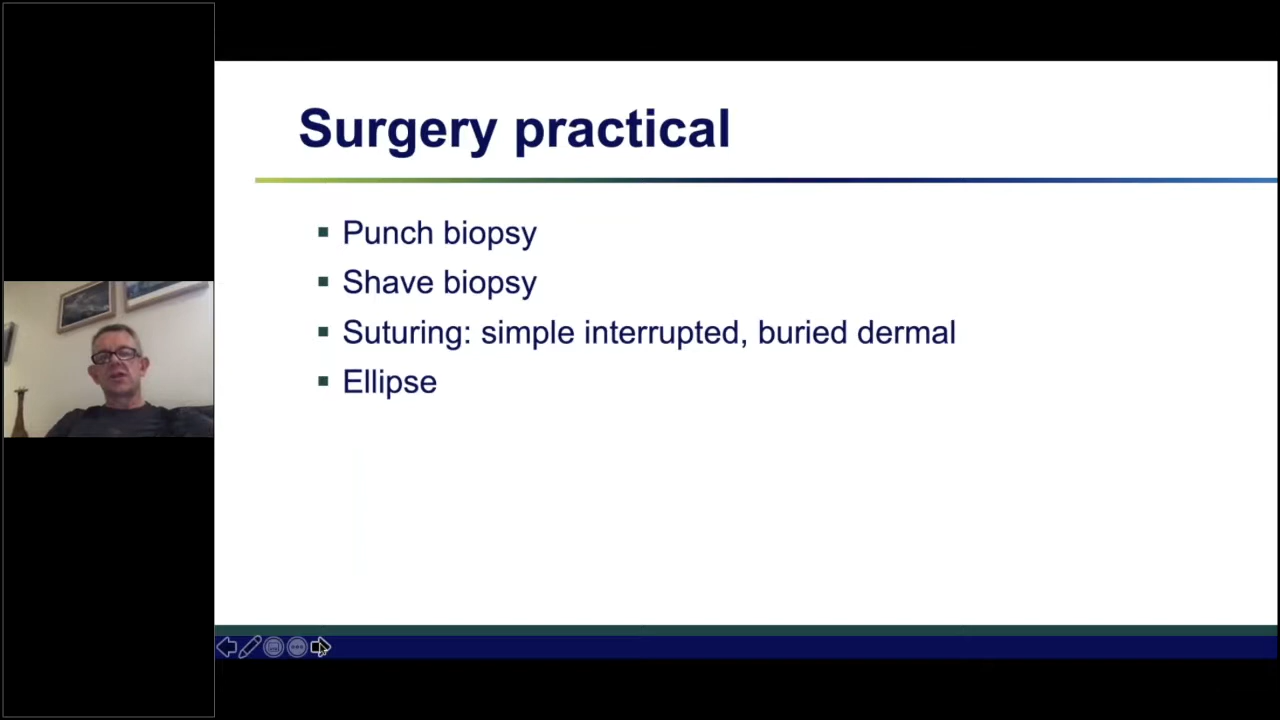 Surgery practical
Punch biopsy
Shave biopsy
Suturing: simple interrupted, buried dermal
Ellipse